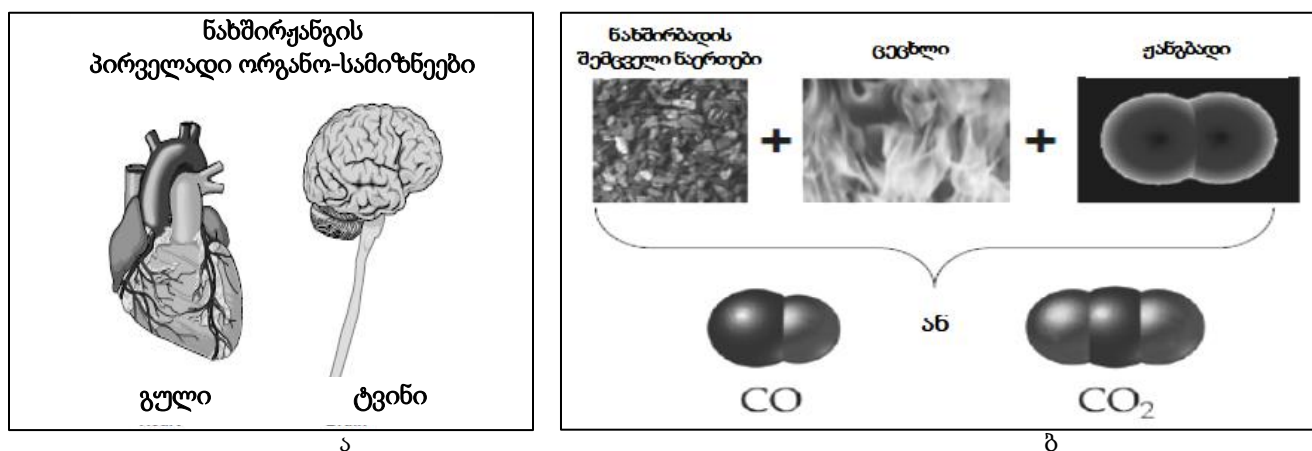 ნახშირჟანგის
პირველადი ორგანო-სამიზნეები
გული
ტვინი
ა
ნახშირბადის
შემცველი ნაერთები
ცეცხლი
ჟანგბადი
+
+
ან
CO
CO₂
ბ